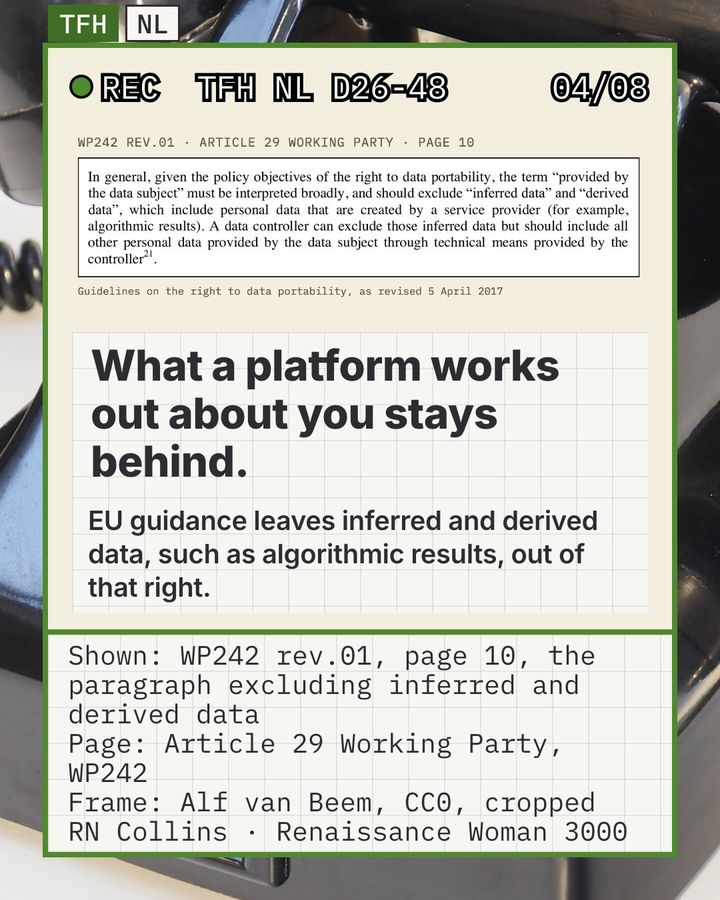 TFH NL
REC TFH NL D26-48 04/08
WP242 REV.01 · ARTICLE 29 WORKING PARTY · PAGE 10
In general, given the policy objectives of the right to data portability, the term “provided by
the data subject” must be interpreted broadly, and should exclude “inferred data” and “derived
data”, which include personal data that are created by a service provider (for example,
algorithmic results). A data controller can exclude those inferred data but should include all
other personal data provided by the data subject through technical means provided by the
controller²¹.
Guidelines on the right to data portability, as revised 5 April 2017
What a platform works
out about you stays
behind.
EU guidance leaves inferred and derived
data, such as algorithmic results, out of
that right.
Shown: WP242 rev.01, page 10, the
paragraph excluding inferred and
derived data
Page: Article 29 Working Party,
WP242
Frame: Alf van Beem, CC0, cropped
RN Collins · Renaissance Woman 3000